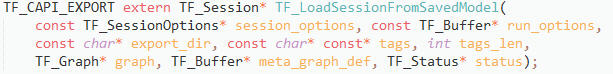 TF_CAPI_EXPORT extern TF_Session* TF_LoadSessionFromSavedModel(
    const TF_SessionOptions* session_options, const TF_Buffer* run_options,
    const char* export_dir, const char* const* tags, int tags_len,
    TF_Graph* graph, TF_Buffer* meta_graph_def, TF_Status* status);